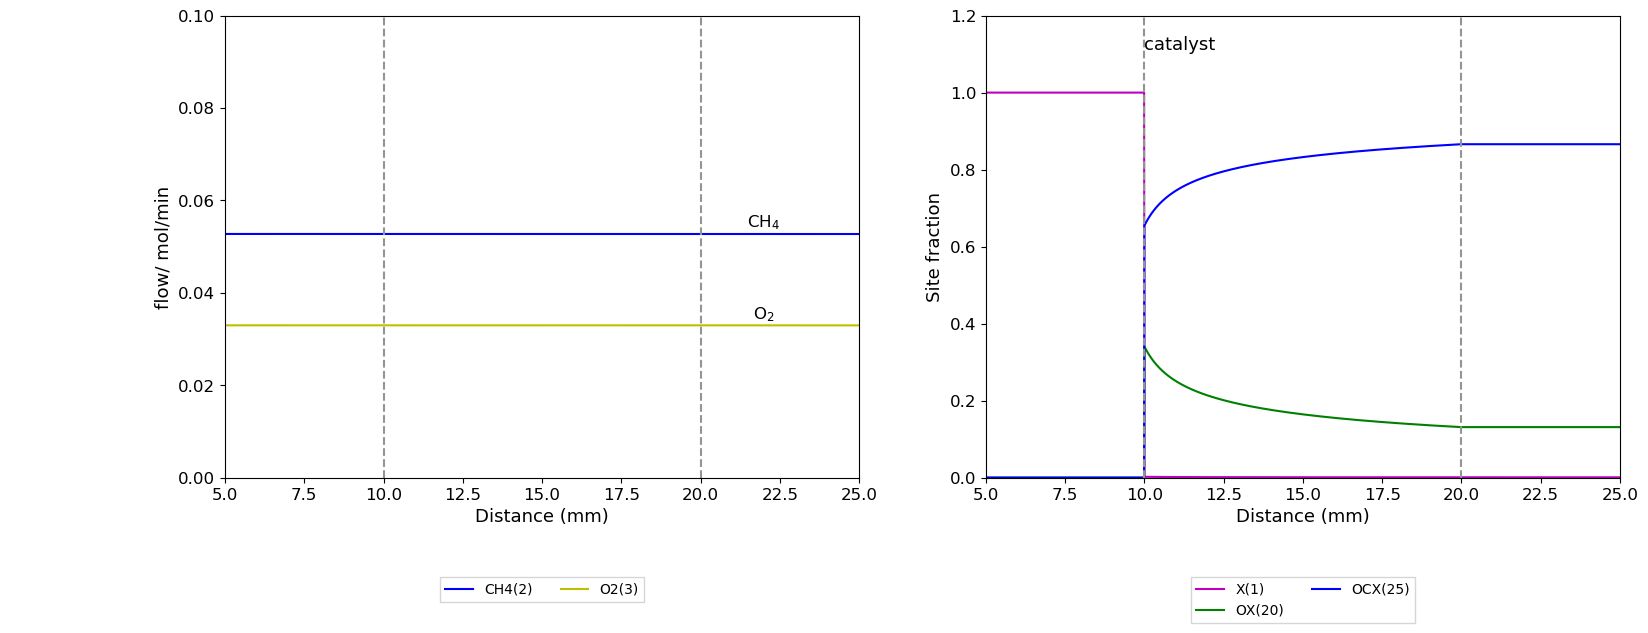 0.10
0.08
0.06
0.04
0.02
0.00
flow/ mol/min
CH4
O2
5.0 7.5 10.0 12.5 15.0 17.5 20.0 22.5 25.0
Distance (mm)
CH4(2) O2(3)
1.2
1.0
0.8
0.6
0.4
0.2
0.0
Site fraction
catalyst
5.0 7.5 10.0 12.5 15.0 17.5 20.0 22.5 25.0
Distance (mm)
X(1) OCX(25)
OX(20)